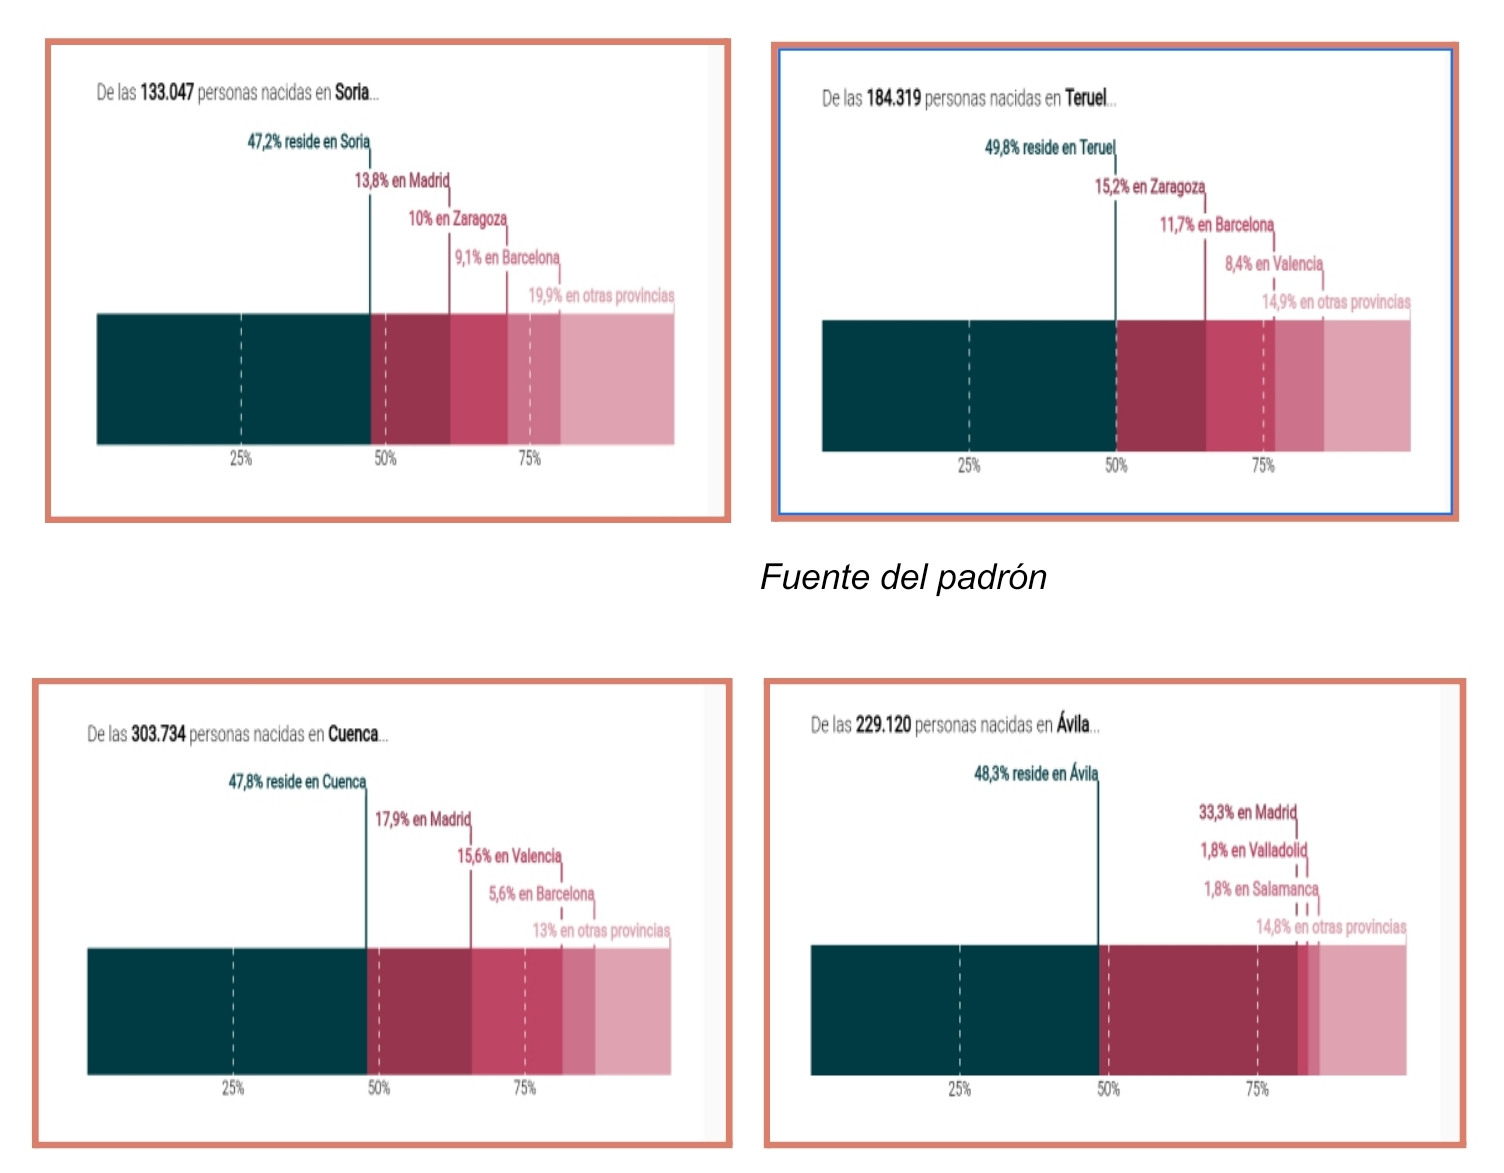 De las 133.047 personas nacidas en Soria...
47,2% reside en Soria
13,8% en Madrid
10% en Zaragoza
9,1% en Barcelona
19,9% en otras provincias
25% 50% 75%
De las 184.319 personas nacidas en Teruel...
49,8% reside en Teruel
15,2% en Zaragoza
11,7% en Barcelona
8,4% en Valencia
14,9% en otras provincias
25% 50% 75%
Fuente del padrón
De las 303.734 personas nacidas en Cuenca...
47,8% reside en Cuenca
17,9% en Madrid
15,6% en Valencia
5,6% en Barcelona
13% en otras provincias
25% 50% 75%
De las 229.120 personas nacidas en Ávila...
48,3% reside en Ávila
33,3% en Madrid
1,8% en Valladolid
1,8% en Salamanca
14,8% en otras provincias
25% 50% 75%